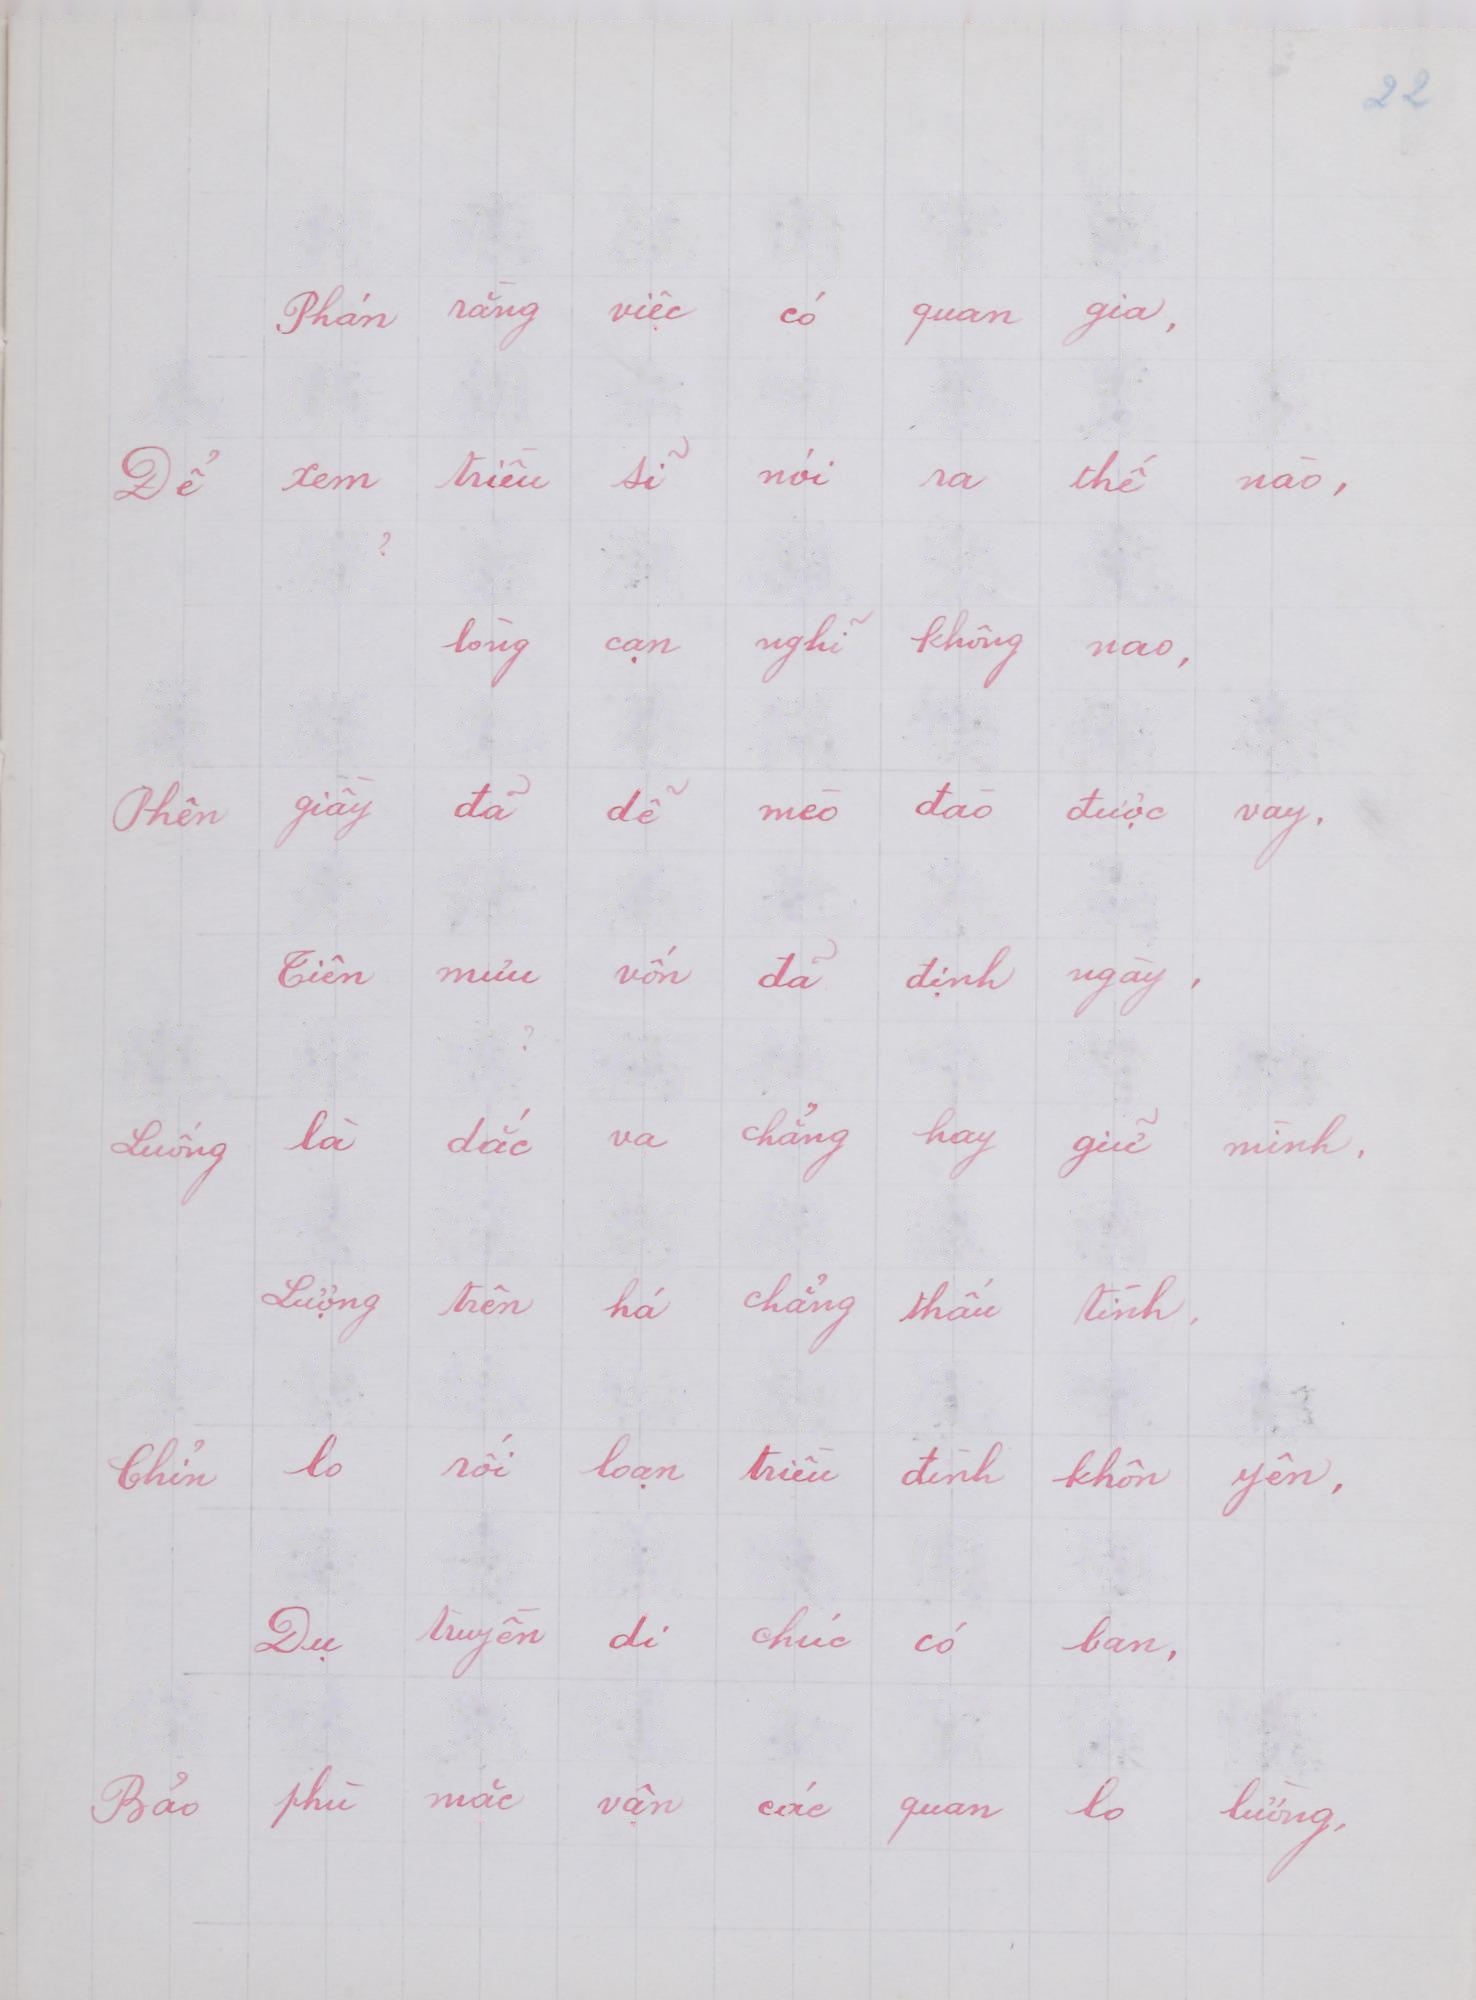 22
Phán rằng việc có quan gia,
Để xem triều sĩ nói ra thế nào,
?
lòng cạn nghĩ không nao,
Phên giầy đã dễ mèo đào được vay.
Tiên mưu vốn đã định ngày,
?
Luống là dắc va chẳng hay giữ mình.
Lượng trên há chẳng thấu tình,
Chỉn lo rối loạn triều đình khôn yên,
Dụ truyền di chúc có ban,
Bảo phù mặc vận các quan lo lường,